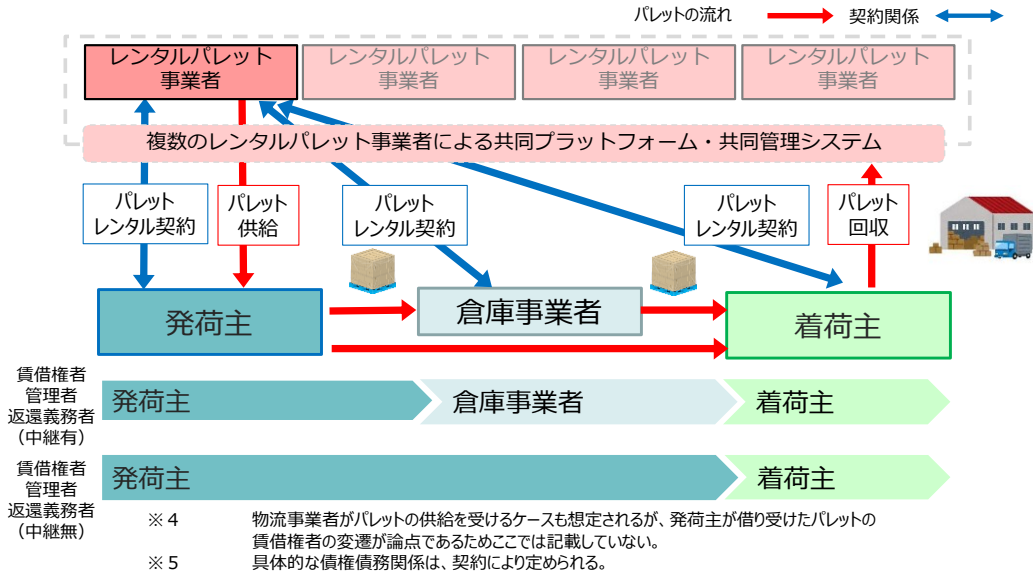 パレットの流れ
契約関係
レンタルパレット
事業者
レンタルパレット
事業者
レンタルパレット
事業者
レンタルパレット
事業者
複数のレンタルパレット事業者による共同プラットフォーム・共同管理システム
パレット
レンタル契約
パレット
供給
パレット
レンタル契約
パレット
レンタル契約
パレット
回収
発荷主
倉庫事業者
着荷主
賃借権者
管理者
返還義務者
（中継有）
発荷主
倉庫事業者
着荷主
賃借権者
管理者
返還義務者
（中継無）
発荷主
着荷主
※４ 物流事業者がパレットの供給を受けるケースも想定されるが、発荷主が借り受けたパレットの
賃借権者の変遷が論点であるためここでは記載していない。
※５ 具体的な債権債務関係は、契約により定められる。